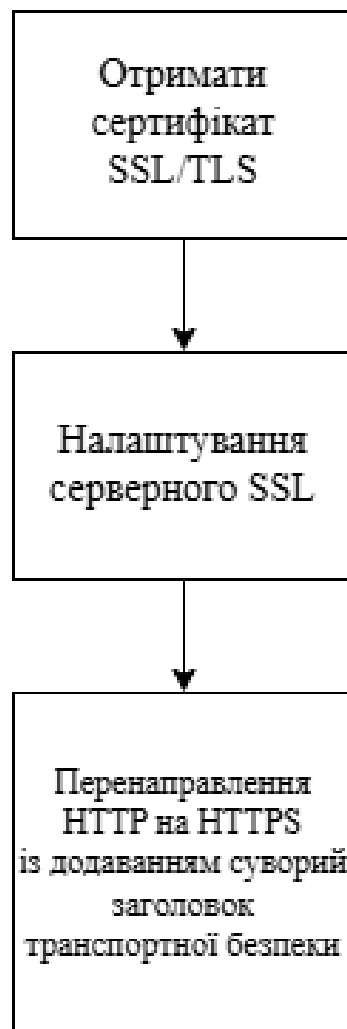 Отримати
сертифікат
SSL/TLS
Налаштування
серверного SSL
Перенаправлення
HTTP на HTTPS
із додаванням суворий
заголовок
транспортної безпеки